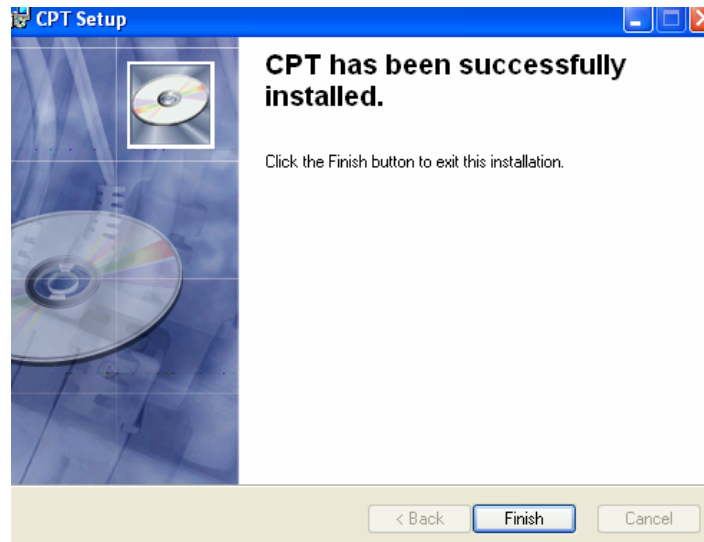 CPT Setup
CPT has been successfully
installed.
Click the Finish button to exit this installation.
< Back
Finish
Cancel